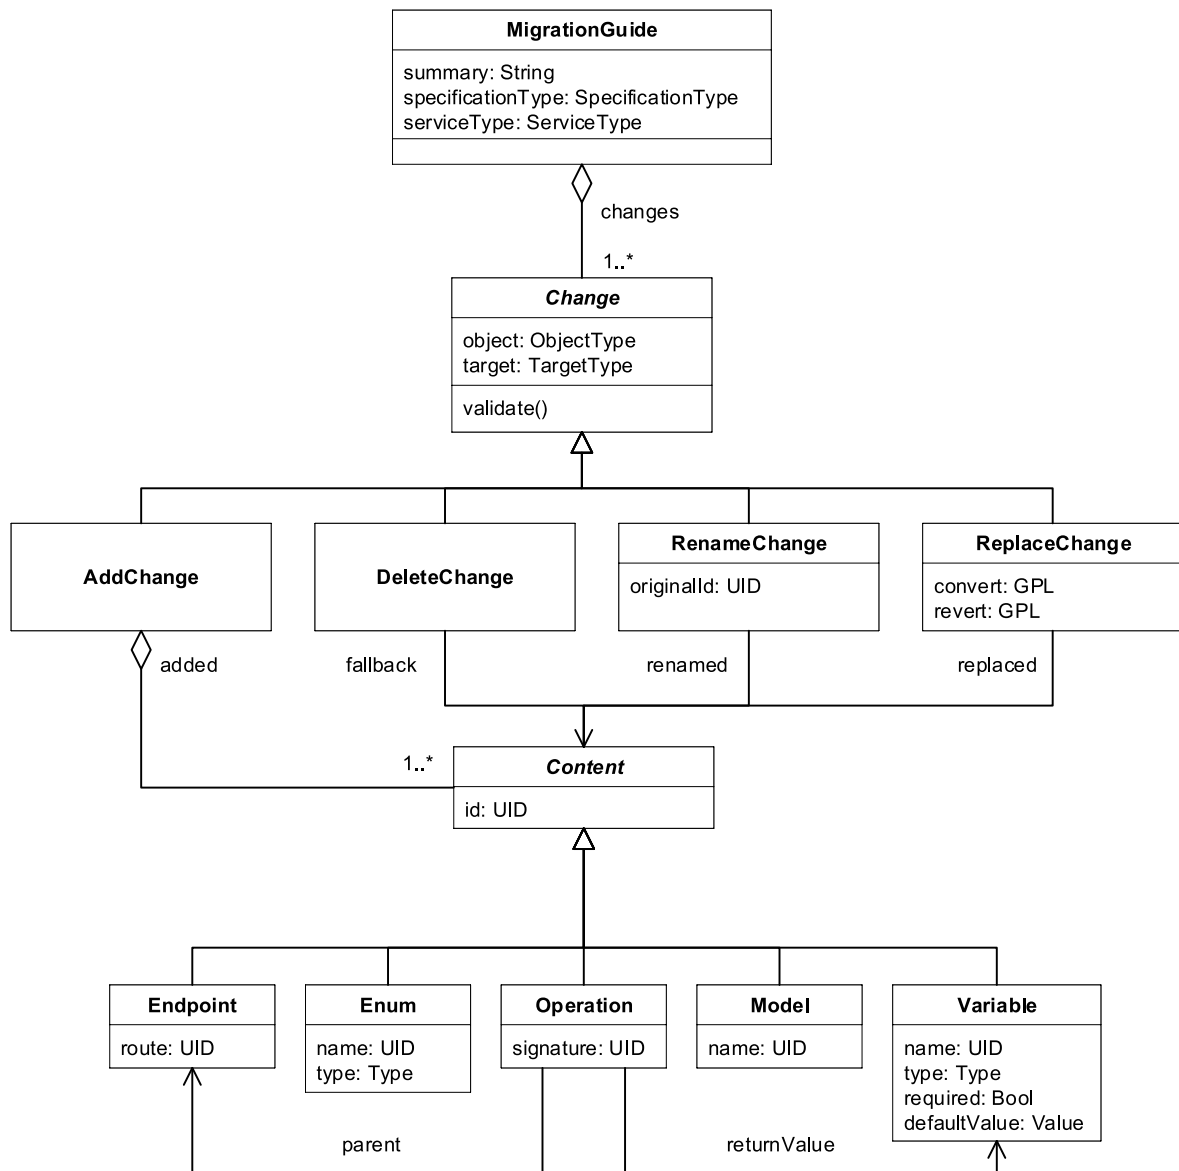 MigrationGuide
summary: String
specificationType: SpecificationType
serviceType: ServiceType
changes
1..*
Change
object: ObjectType
target: TargetType
validate()
AddChange
DeleteChange
RenameChange
originalId: UID
ReplaceChange
convert: GPL
revert: GPL
added
fallback
renamed
replaced
1..*
Content
id: UID
Endpoint
route: UID
Enum
name: UID
type: Type
Operation
signature: UID
Model
name: UID
Variable
name: UID
type: Type
required: Bool
defaultValue: Value
parent
returnValue